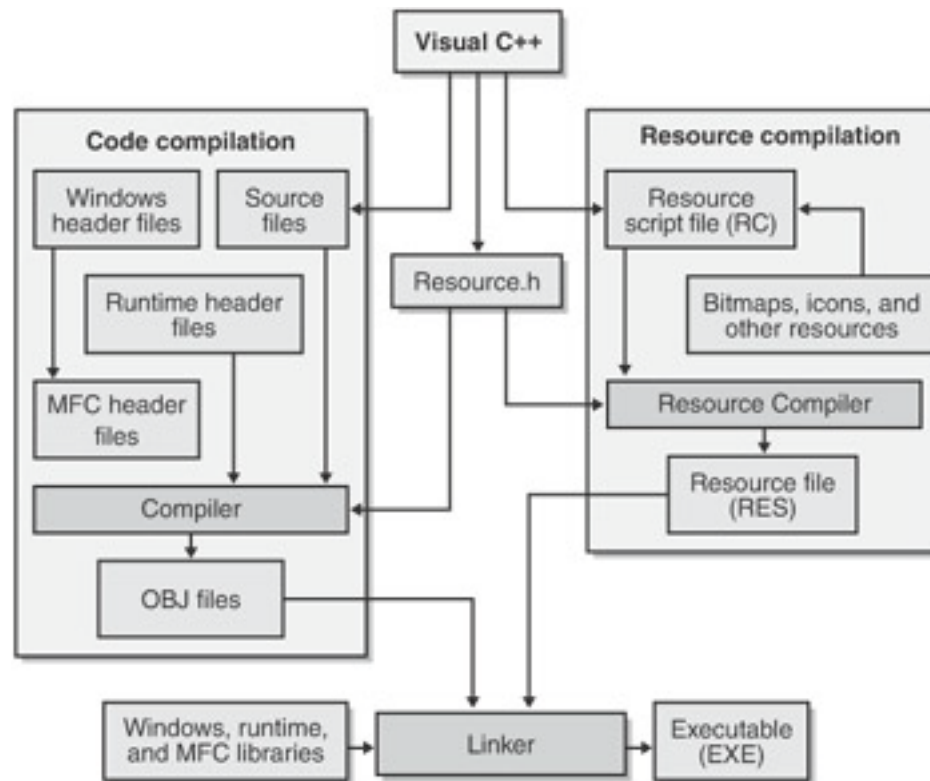 Visual C++
Code compilation
Windows
header files
Source
files
Runtime header
files
MFC header
files
Compiler
OBJ files
Resource.h
Resource compilation
Resource
script file (RC)
Bitmaps, icons, and
other resources
Resource Compiler
Resource file
(RES)
Windows, runtime,
and MFC libraries
Linker
Executable
(EXE)